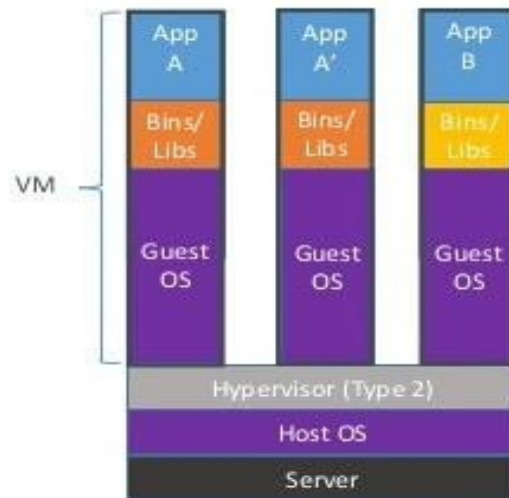 App
A
App
A'
App
B
Bins/
Libs
Bins/
Libs
Bins/
Libs
VM
Guest
OS
Guest
OS
Guest
OS
Hypervisor (Type 2)
Host OS
Server